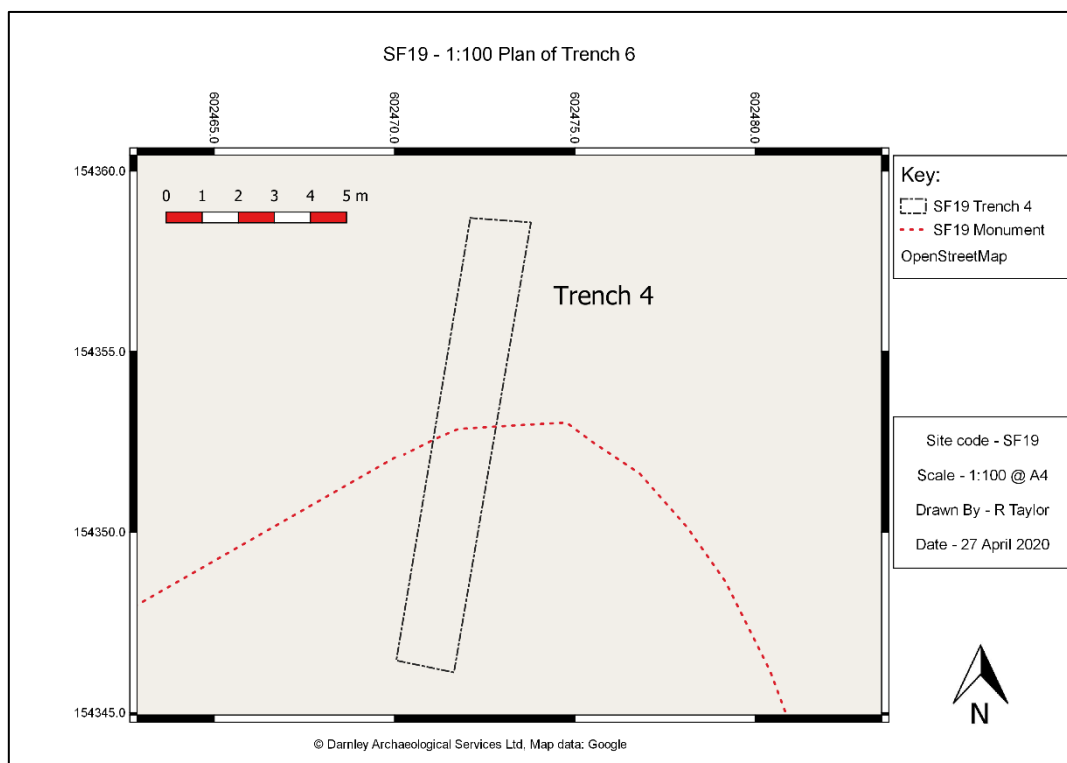 SF19 - 1:100 Plan of Trench 6
602465.0
602470.0
602475.0
602480.0
154360.0
154355.0
154350.0
154345.0
0 1 2 3 4 5 m
Trench 4
Key:
SF19 Trench 4
SF19 Monument
OpenStreetMap
Site code - SF19
Scale - 1:100 @ A4
Drawn By - R Taylor
Date - 27 April 2020
N
© Darnley Archaeological Services Ltd, Map data: Google